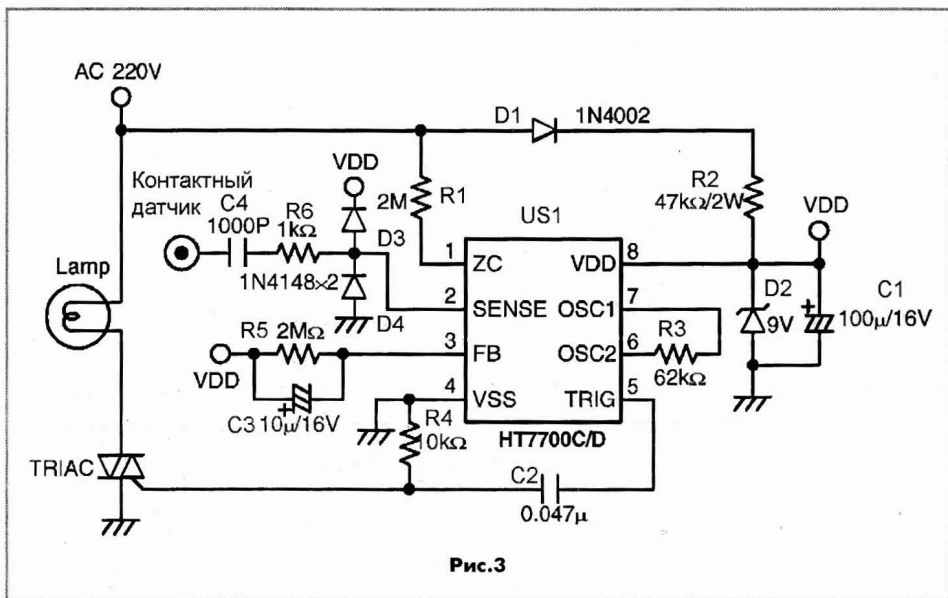 AC 220V
D1
1N4002
Контактный
датчик
C4
1000P
R6
1kΩ
VDD
D3
1N4148×2
D4
2M
R1
US1
R2
47kΩ/2W
VDD
Lamp
1
ZC
VDD
8
2
SENSE
OSC1
7
3
FB
OSC2
6
4
VSS
TRIG
5
HT7700C/D
R5
2MΩ
VDD
C3
+
10μ/16V
R4
10kΩ
R3
62kΩ
D2
9V
+
C1
100μ/16V
TRIAC
C2
0.047μ
Рис.3